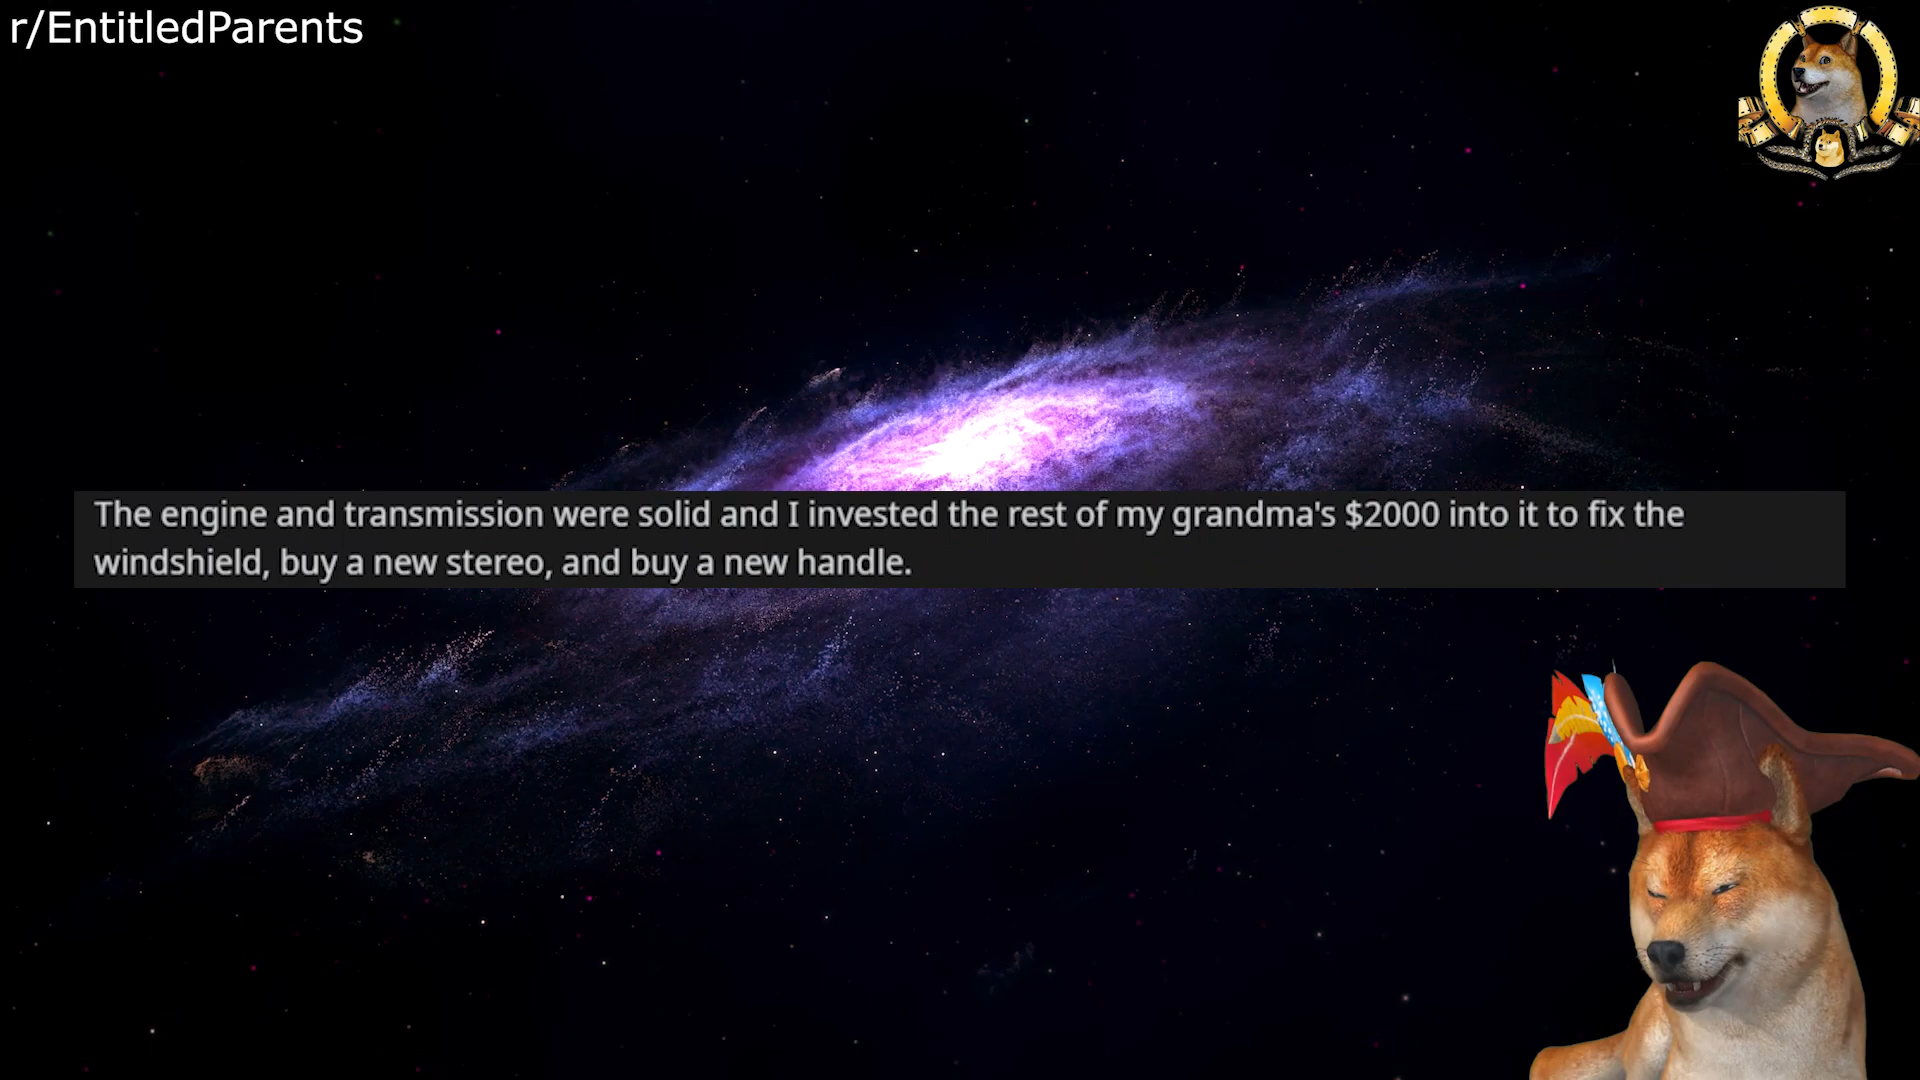 r/EntitledParents
The engine and transmission were solid and I invested the rest of my grandma's $2000 into it to fix the
windshield, buy a new stereo, and buy a new handle.